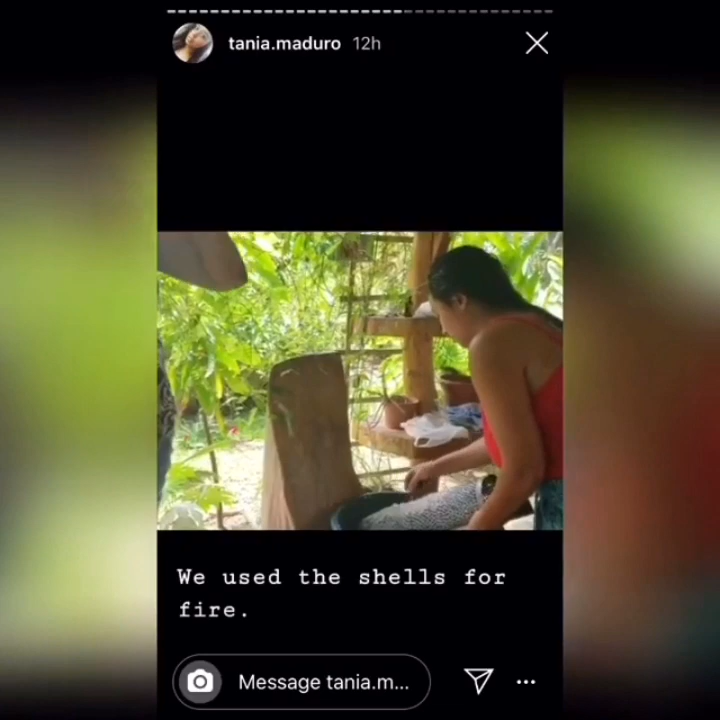 tania.maduro 12h
We used the shells for
fire.
Message tania.m...